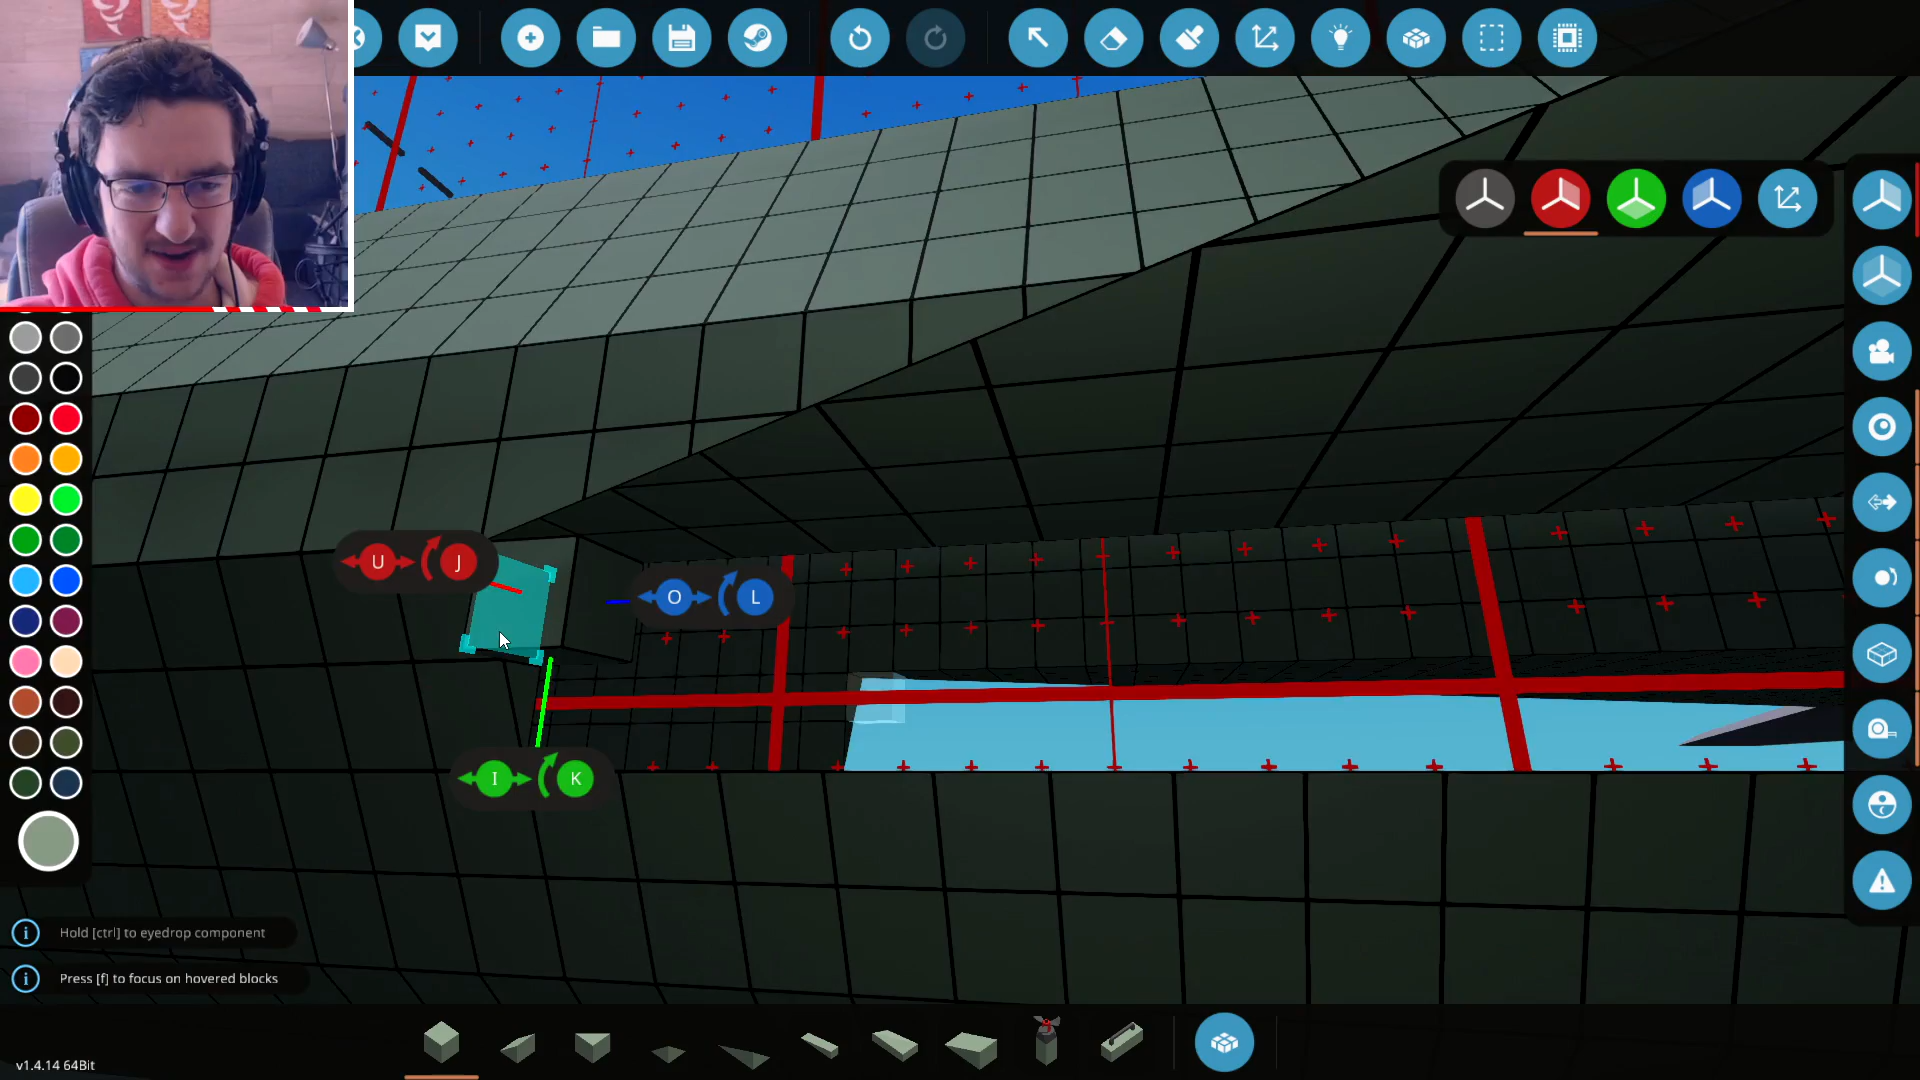 U
J
O
L
I
K
Hold [ctrl] to eyedrop component
Press [f] to focus on hovered blocks
v1.4.14 64Bit